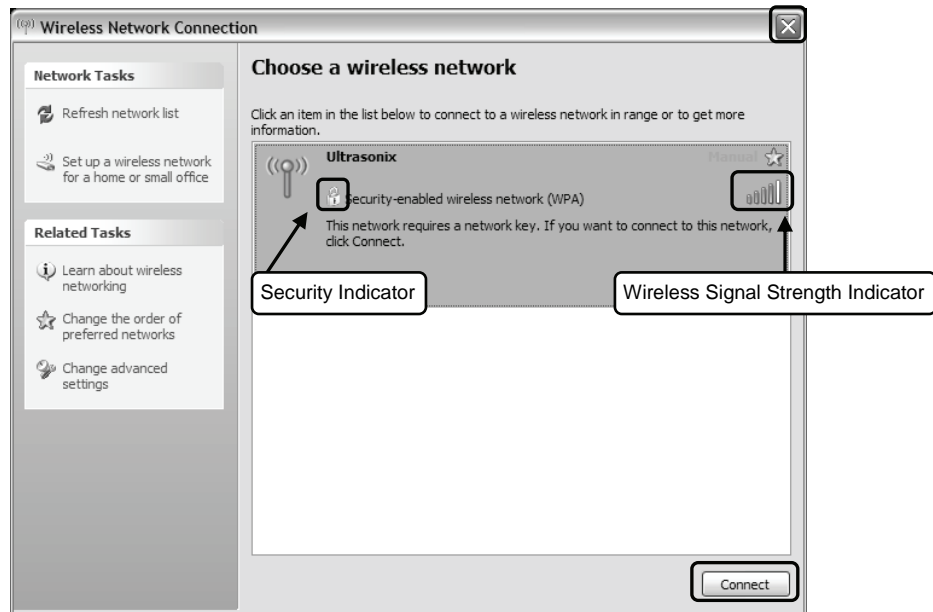 Wireless Network Connection
Network Tasks
Refresh network list
Set up a wireless network
for a home or small office
Related Tasks
Learn about wireless
networking
Change the order of
preferred networks
Change advanced
settings
Choose a wireless network
Click an item in the list below to connect to a wireless network in range or to get more
information.
Ultrasonix
Manual
Security-enabled wireless network (WPA)
This network requires a network key. If you want to connect to this network,
click Connect.
Security Indicator
Wireless Signal Strength Indicator
Connect